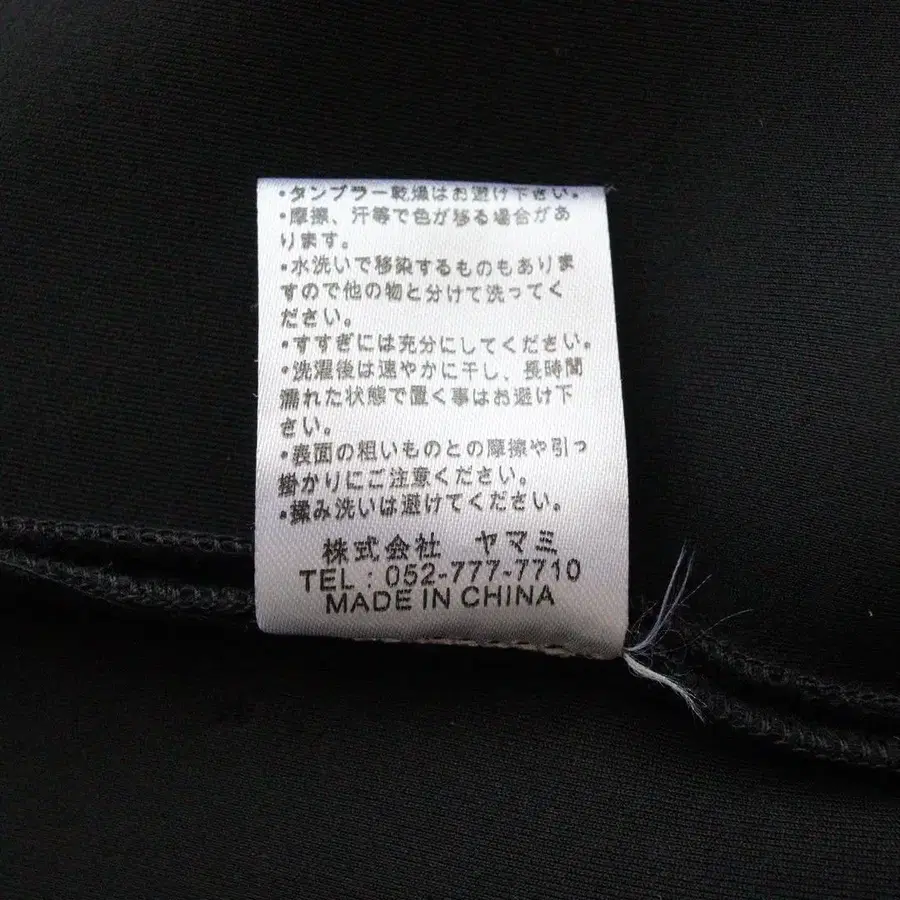 ・タンブラー乾燥はお避け下さい。
・摩擦、汗等で色が移る場合があ
ります。
・水洗いで移染するものもありま
すので他の物と分けて洗ってく
ださい。
・すすぎには充分にしてください。
・洗濯後は速やかに干し、長時間
濡れた状態で置く事はお避け下
さい。
・表面の粗いものとの摩擦や引っ
掛かりにご注意ください。
・揉み洗いは避けてください。
株式会社 ヤマミ
TEL : 052-777-7710
MADE IN CHINA